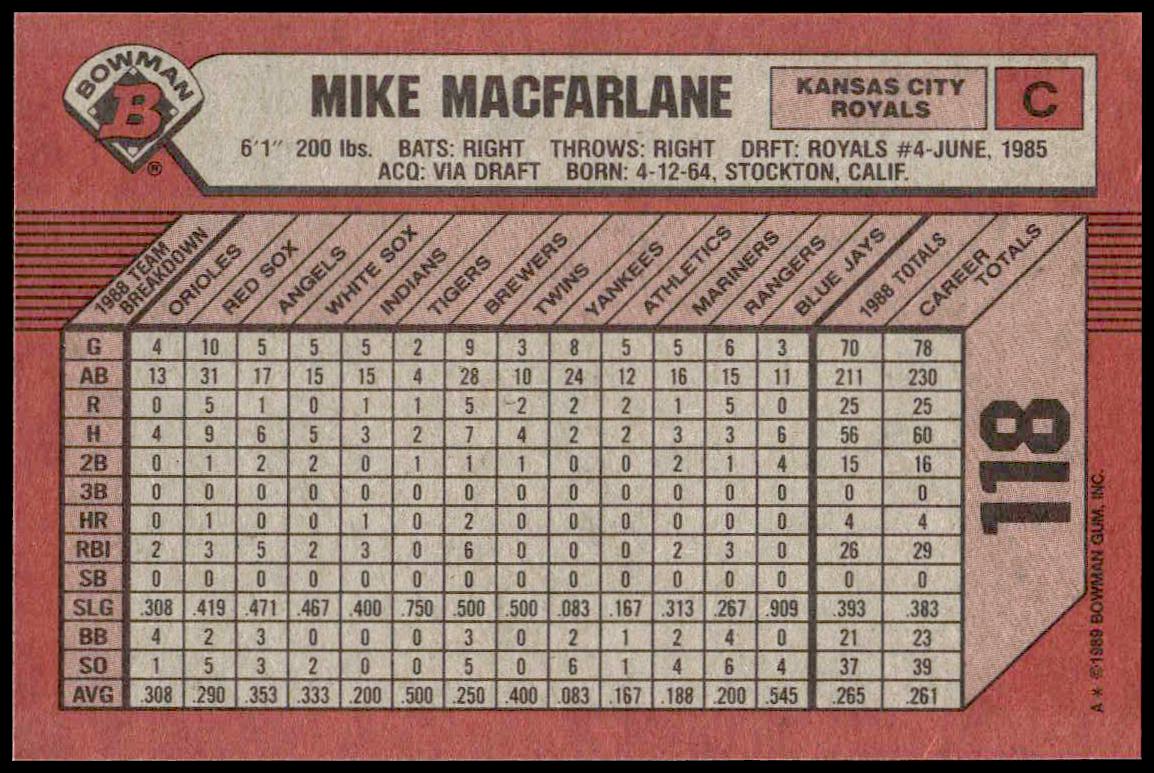 BOWMAN
B
®
MIKE MACFARLANE
KANSAS CITY
ROYALS
C
6'1" 200 lbs. BATS: RIGHT THROWS: RIGHT DRFT: ROYALS #4-JUNE, 1985
ACQ: VIA DRAFT BORN: 4-12-64, STOCKTON, CALIF.
1988 TEAM BREAKDOWN ORIOLES RED SOX ANGELS WHITE SOX INDIANS TIGERS BREWERS TWINS YANKEES ATHLETICS MARINERS RANGERS BLUE JAYS 1988 TOTALS CAREER TOTALS
G 4 10 5 5 5 2 9 3 8 5 5 6 3 70 78
AB 13 31 17 15 15 4 28 10 24 12 16 15 11 211 230
R 0 5 1 0 1 1 5 2 2 2 1 5 0 25 25
H 4 9 6 5 3 2 7 4 2 2 3 3 6 56 60
2B 0 1 2 2 0 1 1 1 0 0 2 1 4 15 16
3B 0 0 0 0 0 0 0 0 0 0 0 0 0 0 0
HR 0 1 0 0 1 0 2 0 0 0 0 0 0 4 4
RBI 2 3 5 2 3 0 6 0 0 0 2 3 0 26 29
SB 0 0 0 0 0 0 0 0 0 0 0 0 0 0 0
SLG .308 .419 .471 .467 .400 .750 .500 .500 .083 .167 .313 .267 .909 .393 .383
BB 4 2 3 0 0 0 3 0 2 1 2 4 0 21 23
SO 1 5 3 2 0 0 5 0 6 1 4 6 4 37 39
AVG .308 .290 .353 .333 .200 .500 .250 .400 .083 .167 .188 .200 .545 .265 .261
118
A * ©1989 BOWMAN GUM, INC.